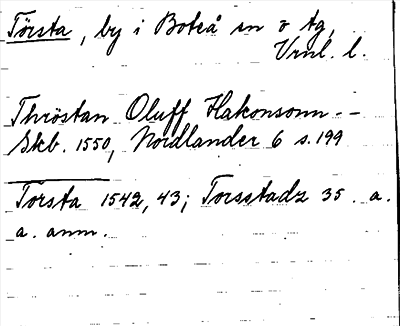 Törsta, by i Boteå sn o tg,
Vrnl. l.
Thröstan Oluff Hakonsonn --
Skb. 1550, Nordlander 6 s. 199
Torsta 1542, 43; Torsstadz 35. a.
a. anm.